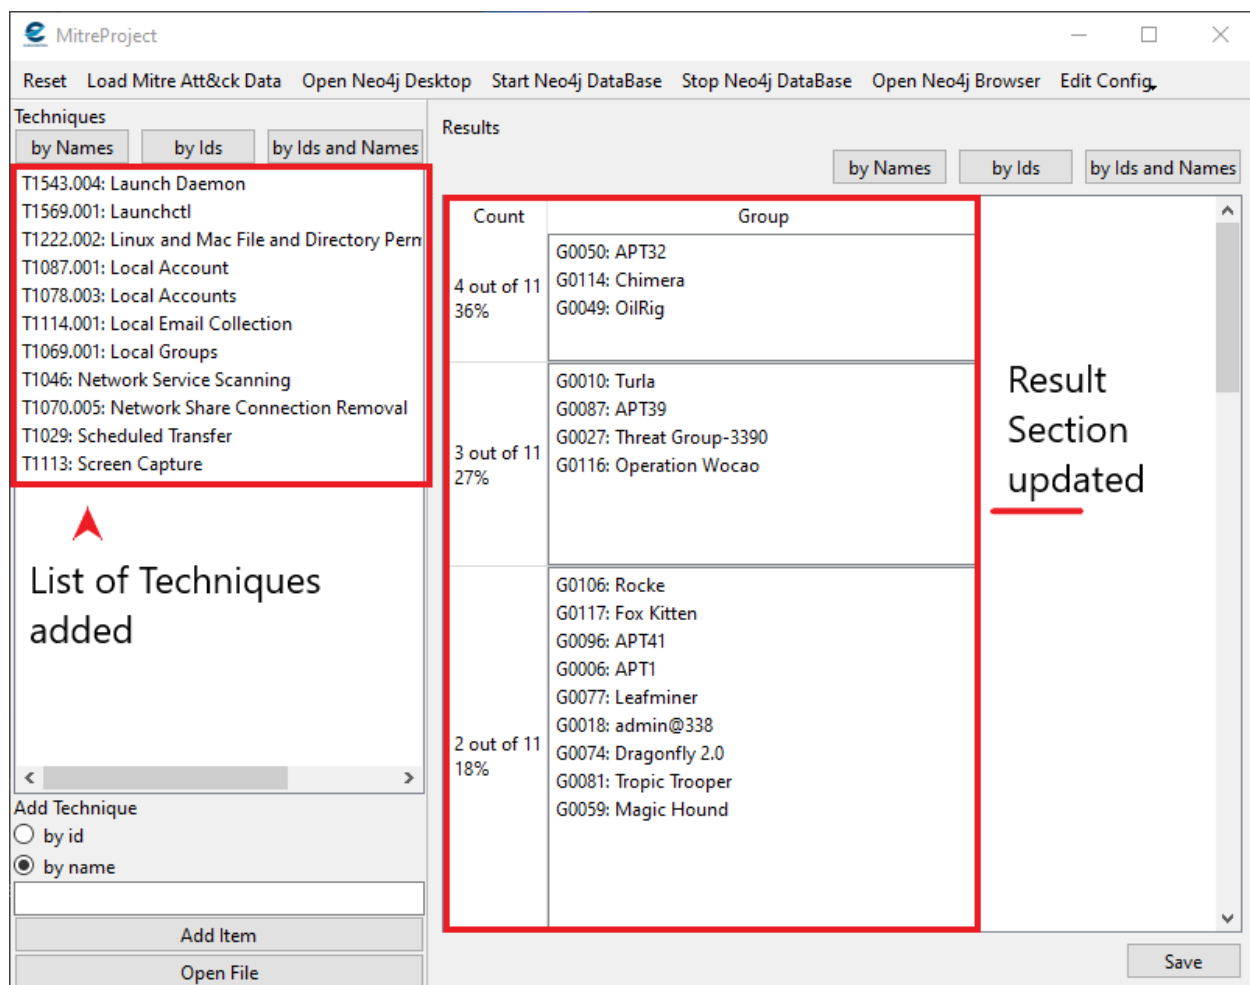 MitreProject
Reset Load Mitre Att&ck Data Open Neo4j Desktop Start Neo4j DataBase Stop Neo4j DataBase Open Neo4j Browser Edit Config
Techniques
by Names by Ids by Ids and Names
T1543.004: Launch Daemon
T1569.001: Launchctl
T1222.002: Linux and Mac File and Directory Perm
T1087.001: Local Account
T1078.003: Local Accounts
T1114.001: Local Email Collection
T1069.001: Local Groups
T1046: Network Service Scanning
T1070.005: Network Share Connection Removal
T1029: Scheduled Transfer
T1113: Screen Capture
List of Techniques
added
Add Technique
by id
by name
Add Item
Open File
Results
by Names by Ids by Ids and Names
Count Group
4 out of 11
36%
G0050: APT32
G0114: Chimera
G0049: OilRig
3 out of 11
27%
G0010: Turla
G0087: APT39
G0027: Threat Group-3390
G0116: Operation Wocao
2 out of 11
18%
G0106: Rocke
G0117: Fox Kitten
G0096: APT41
G0006: APT1
G0077: Leafminer
G0018: admin@338
G0074: Dragonfly 2.0
G0081: Tropic Trooper
G0059: Magic Hound
Result
Section
updated
Save